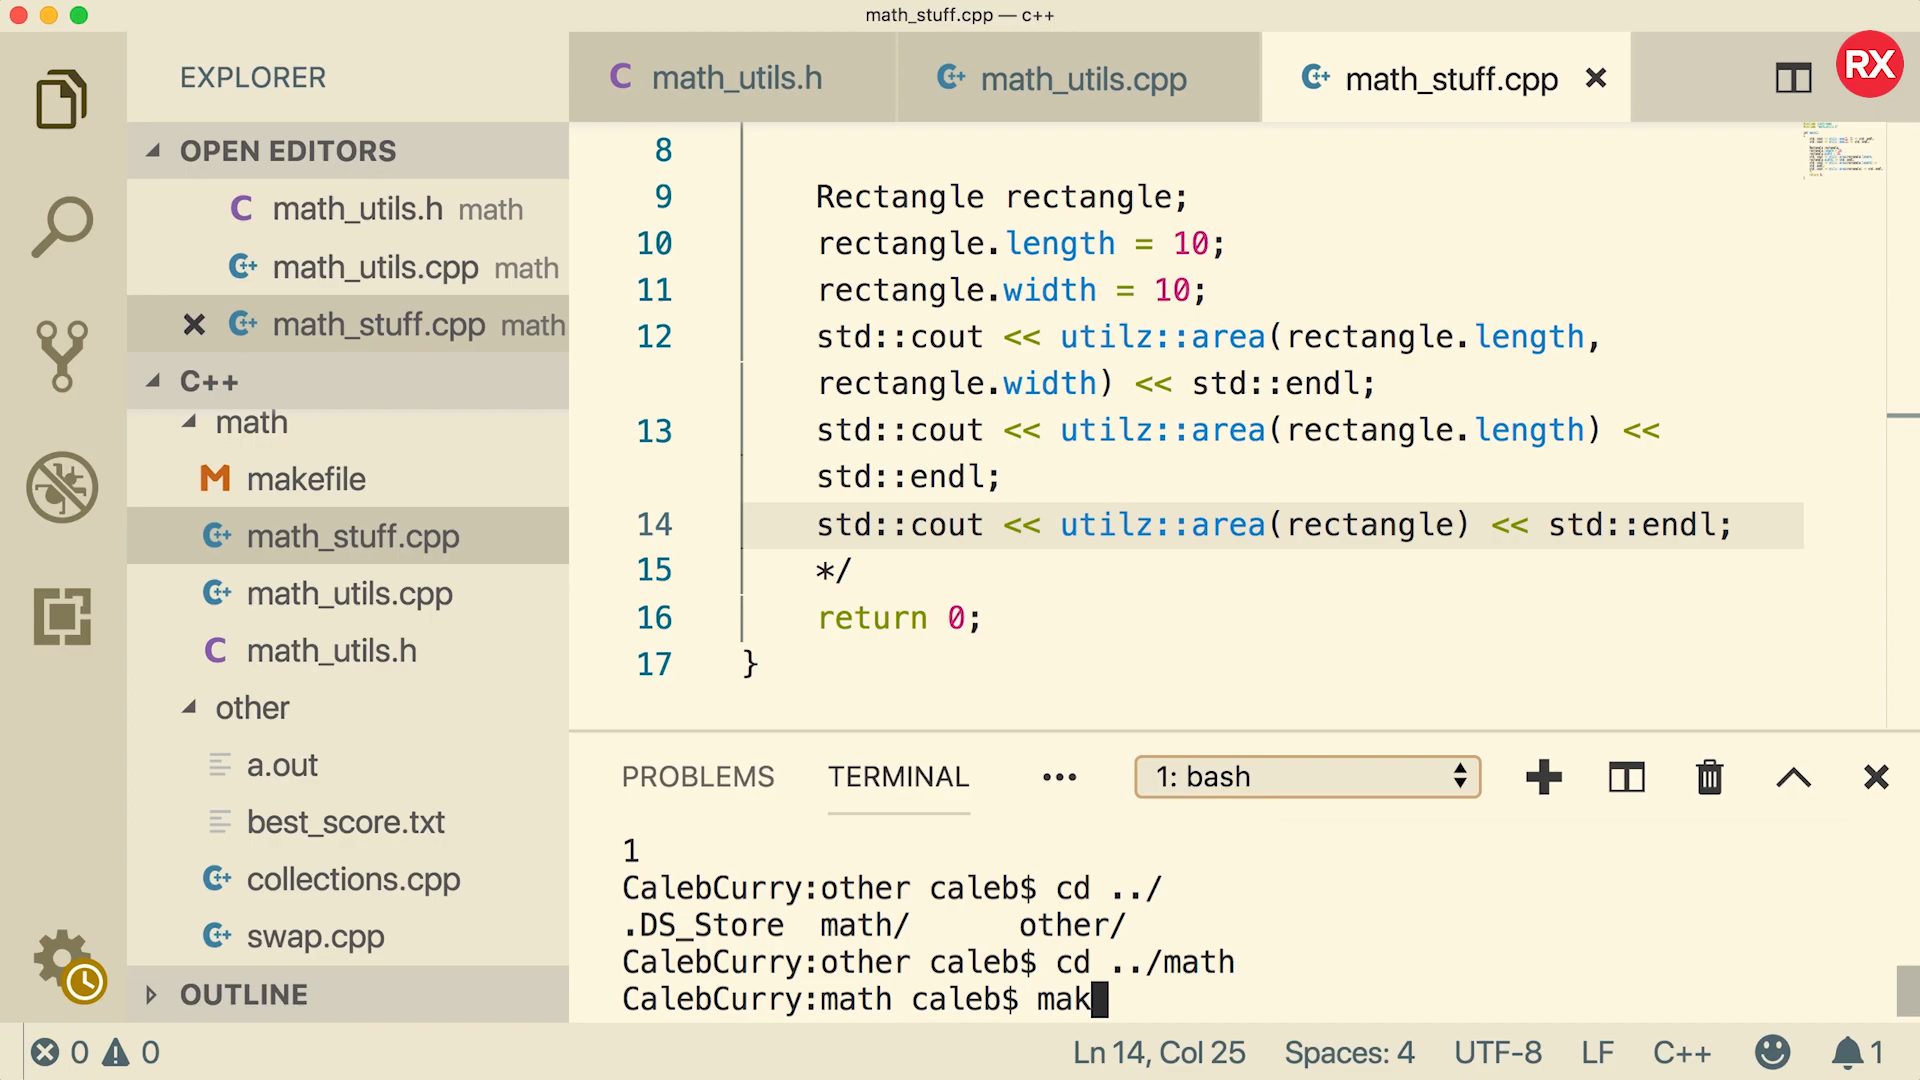 math_stuff.cpp — c++
RX
EXPLORER
OPEN EDITORS
C math_utils.h math
C+ math_utils.cpp math
C+ math_stuff.cpp math
C++
math
M makefile
C+ math_stuff.cpp
C+ math_utils.cpp
C math_utils.h
other
a.out
best_score.txt
C+ collections.cpp
C+ swap.cpp
OUTLINE
C math_utils.h
C+ math_utils.cpp
C+ math_stuff.cpp
8
9 Rectangle rectangle;
10 rectangle.length = 10;
11 rectangle.width = 10;
12 std::cout << utilz::area(rectangle.length,
rectangle.width) << std::endl;
13 std::cout << utilz::area(rectangle.length) <<
std::endl;
14 std::cout << utilz::area(rectangle) << std::endl;
15 */
16 return 0;
17 }
PROBLEMS TERMINAL ••• 1: bash
1
CalebCurry:other caleb$ cd ../
.DS_Store math/ other/
CalebCurry:other caleb$ cd ../math
CalebCurry:math caleb$ mak
0 0 Ln 14, Col 25 Spaces: 4 UTF-8 LF C++ 1